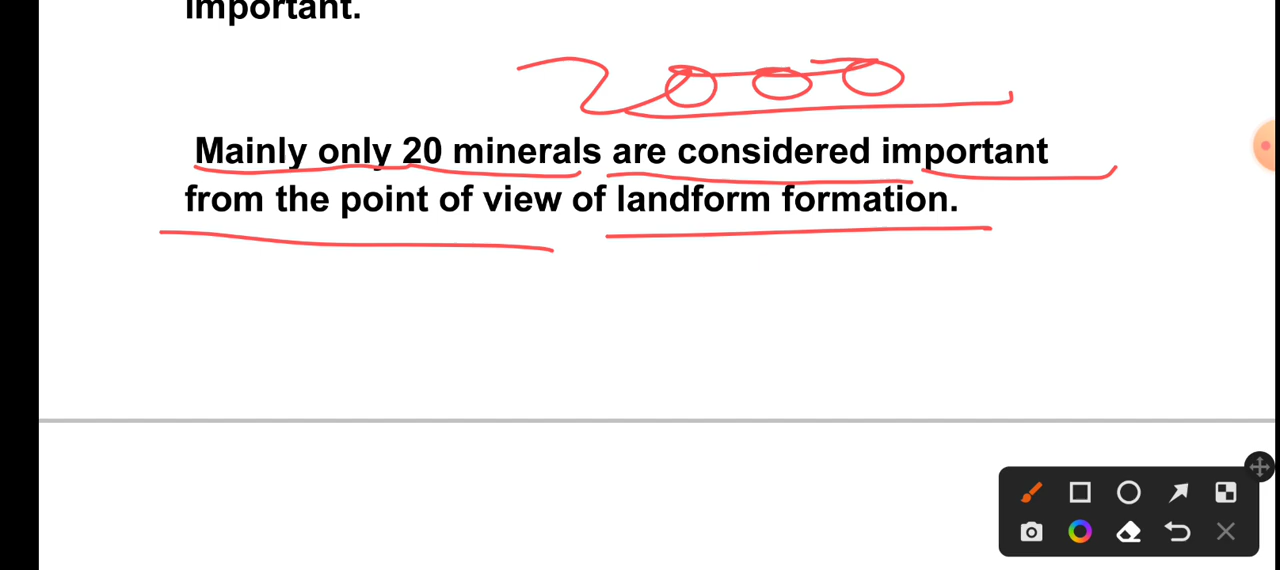 important.
2000
Mainly only 20 minerals are considered important
from the point of view of landform formation.